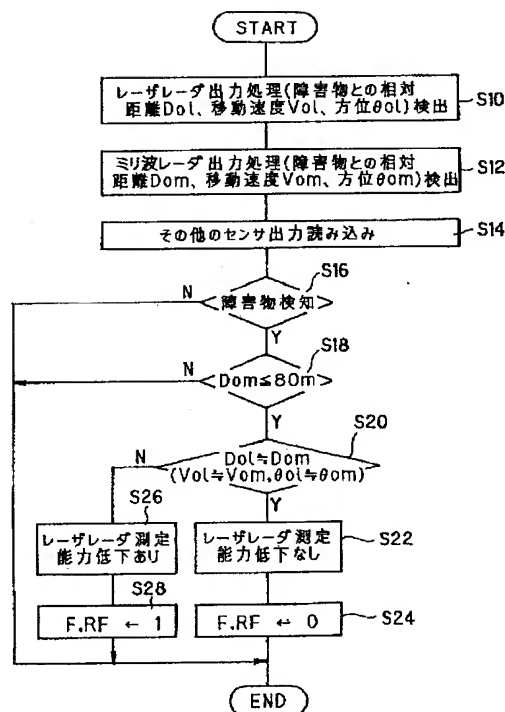 START
レーザレーダ出力処理(障害物との相対
距離Dol、移動速度Vol、方位θol)検出
S10
ミリ波レーダ出力処理(障害物との相対
距離Dom、移動速度Vom、方位θom)検出
S12
その他のセンサ出力読み込み
S14
S16
N
障害物検知
Y
S18
N
Dom≤80m
Y
S20
N
Dol≒Dom
(Vol≒Vom,θol≒θom)
Y
S26
レーザレーダ測定
能力低下あり
レーザレーダ測定
能力低下なし
S22
S28
F.RF ← 1
F.RF ← 0
S24
END